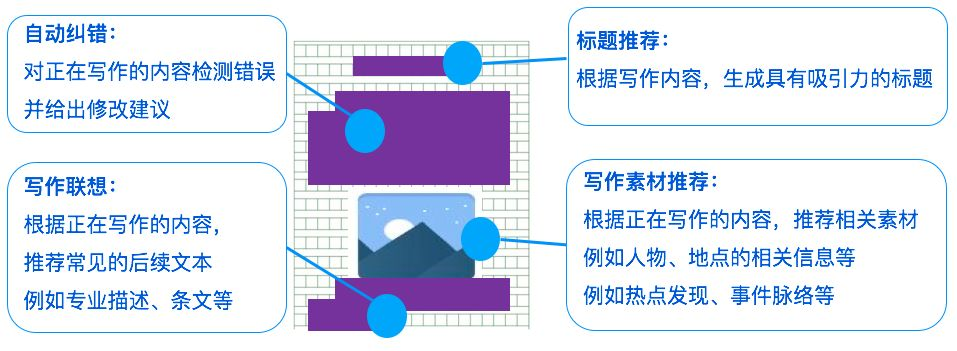 自动纠错：
对正在写作的内容检测错误
并给出修改建议
标题推荐：
根据写作内容，生成具有吸引力的标题
写作联想：
根据正在写作的内容，
推荐常见的后续文本
例如专业描述、条文等
写作素材推荐：
根据正在写作的内容，推荐相关素材
例如人物、地点的相关信息等
例如热点发现、事件脉络等